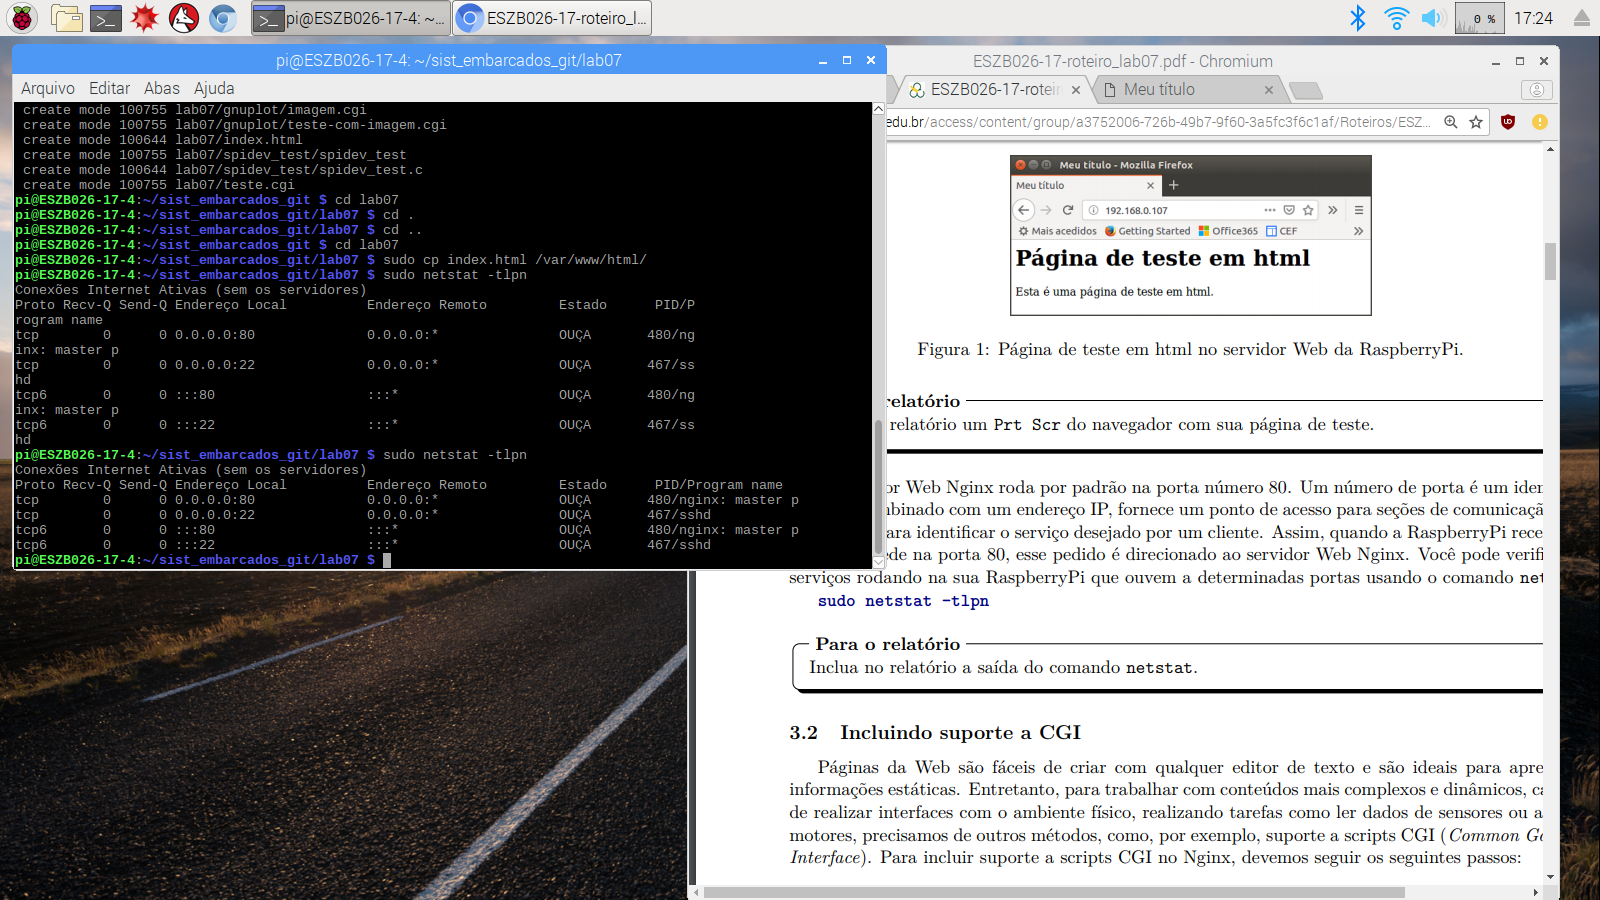 pi@ESZB026-17-4: ~...
ESZB026-17-roteiro_l...
0 %
17:24
pi@ESZB026-17-4: ~/sist_embarcados_git/lab07
Arquivo Editar Abas Ajuda
create mode 100755 lab07/gnuplot/imagem.cgi
create mode 100755 lab07/gnuplot/teste-com-imagem.cgi
create mode 100644 lab07/index.html
create mode 100755 lab07/spidev_test/spidev_test
create mode 100644 lab07/spidev_test/spidev_test.c
create mode 100755 lab07/teste.cgi
pi@ESZB026-17-4:~/sist_embarcados_git $ cd lab07
pi@ESZB026-17-4:~/sist_embarcados_git/lab07 $ cd .
pi@ESZB026-17-4:~/sist_embarcados_git/lab07 $ cd ..
pi@ESZB026-17-4:~/sist_embarcados_git $ cd lab07
pi@ESZB026-17-4:~/sist_embarcados_git/lab07 $ sudo cp index.html /var/www/html/
pi@ESZB026-17-4:~/sist_embarcados_git/lab07 $ sudo netstat -tlpn
Conexões Internet Ativas (sem os servidores)
Proto Recv-Q Send-Q Endereço Local Endereço Remoto Estado PID/P
rogram name
tcp 0 0 0.0.0.0:80 0.0.0.0:* OUÇA 480/ng
inx: master p
tcp 0 0 0.0.0.0:22 0.0.0.0:* OUÇA 467/ss
hd
tcp6 0 0 :::80 :::* OUÇA 480/ng
inx: master p
tcp6 0 0 :::22 :::* OUÇA 467/ss
hd
pi@ESZB026-17-4:~/sist_embarcados_git/lab07 $ sudo netstat -tlpn
Conexões Internet Ativas (sem os servidores)
Proto Recv-Q Send-Q Endereço Local Endereço Remoto Estado PID/Program name
tcp 0 0 0.0.0.0:80 0.0.0.0:* OUÇA 480/nginx: master p
tcp 0 0 0.0.0.0:22 0.0.0.0:* OUÇA 467/sshd
tcp6 0 0 :::80 :::* OUÇA 480/nginx: master p
tcp6 0 0 :::22 :::* OUÇA 467/sshd
pi@ESZB026-17-4:~/sist_embarcados_git/lab07 $
ESZB026-17-roteiro_lab07.pdf - Chromium
ESZB026-17-roteir
Meu título
edu.br/access/content/group/a3752006-726b-49b7-9f60-3a5fc3f6c1af/Roteiros/ESZ...
Meu título - Mozilla Firefox
Meu título
192.168.0.107
Mais acedidos Getting Started Office365 CEF
Página de teste em html
Esta é uma página de teste em html.
Figura 1: Página de teste em html no servidor Web da RaspberryPi.
relatório
relatório um Prt Scr do navegador com sua página de teste.
or Web Nginx roda por padrão na porta número 80. Um número de porta é um iden
mbinado com um endereço IP, fornece um ponto de acesso para seções de comunicaçã
ara identificar o serviço desejado por um cliente. Assim, quando a RaspberryPi rece
ede na porta 80, esse pedido é direcionado ao servidor Web Nginx. Você pode verifi
serviços rodando na sua RaspberryPi que ouvem a determinadas portas usando o comando net
sudo netstat -tlpn
Para o relatório
Inclua no relatório a saída do comando netstat.
3.2 Incluindo suporte a CGI
Páginas da Web são fáceis de criar com qualquer editor de texto e são ideais para apre
informações estáticas. Entretanto, para trabalhar com conteúdos mais complexos e dinâmicos, ca
de realizar interfaces com o ambiente físico, realizando tarefas como ler dados de sensores ou a
motores, precisamos de outros métodos, como, por exemplo, suporte a scripts CGI (Common Ga
Interface). Para incluir suporte a scripts CGI no Nginx, devemos seguir os seguintes passos: